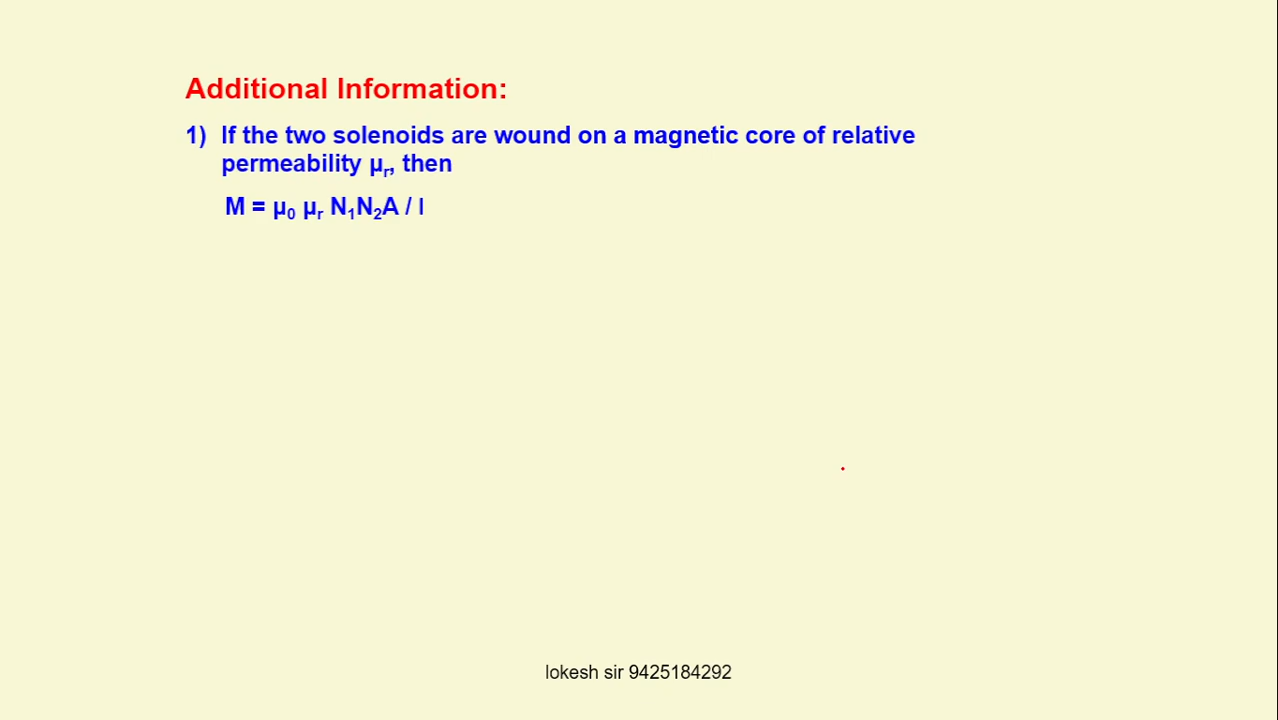 Additional Information:
1) If the two solenoids are wound on a magnetic core of relative
permeability μᵣ, then
M = μ₀ μᵣ N₁N₂A / l
lokesh sir 9425184292